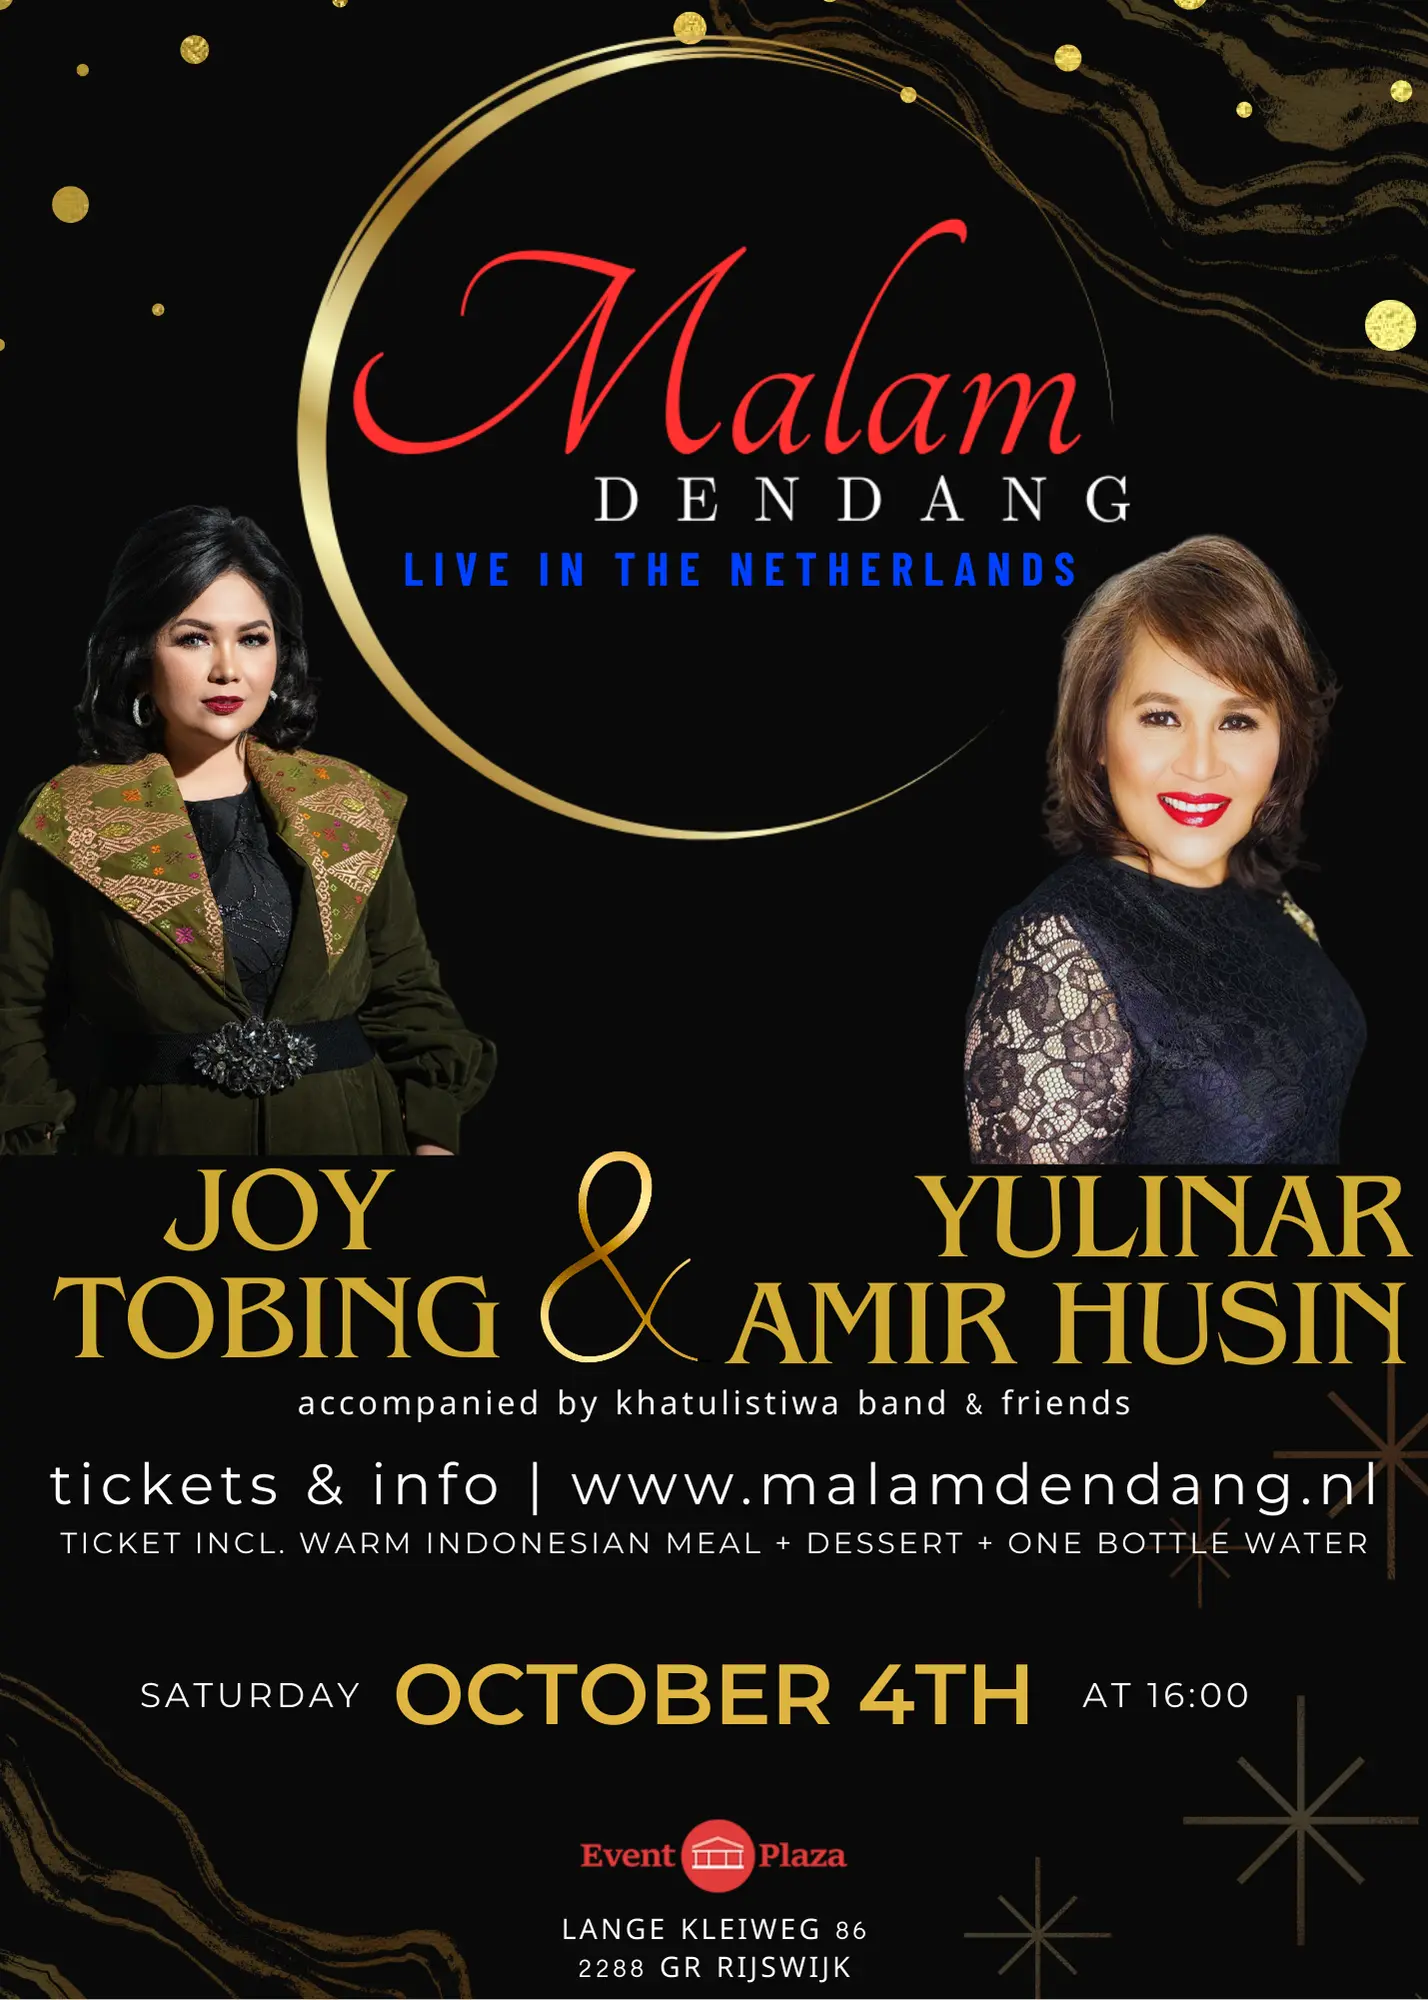 Malam
DENDANG
LIVE IN THE NETHERLANDS
JOY
TOBING
&
YULINAR
AMIR HUSIN
accompanied by khatulistiwa band & friends
tickets & info | www.malamdendang.nl
TICKET INCL. WARM INDONESIAN MEAL + DESSERT + ONE BOTTLE WATER
SATURDAY OCTOBER 4TH AT 16:00
Event Plaza
LANGE KLEIWEG 86
2288 GR RIJSWIJK